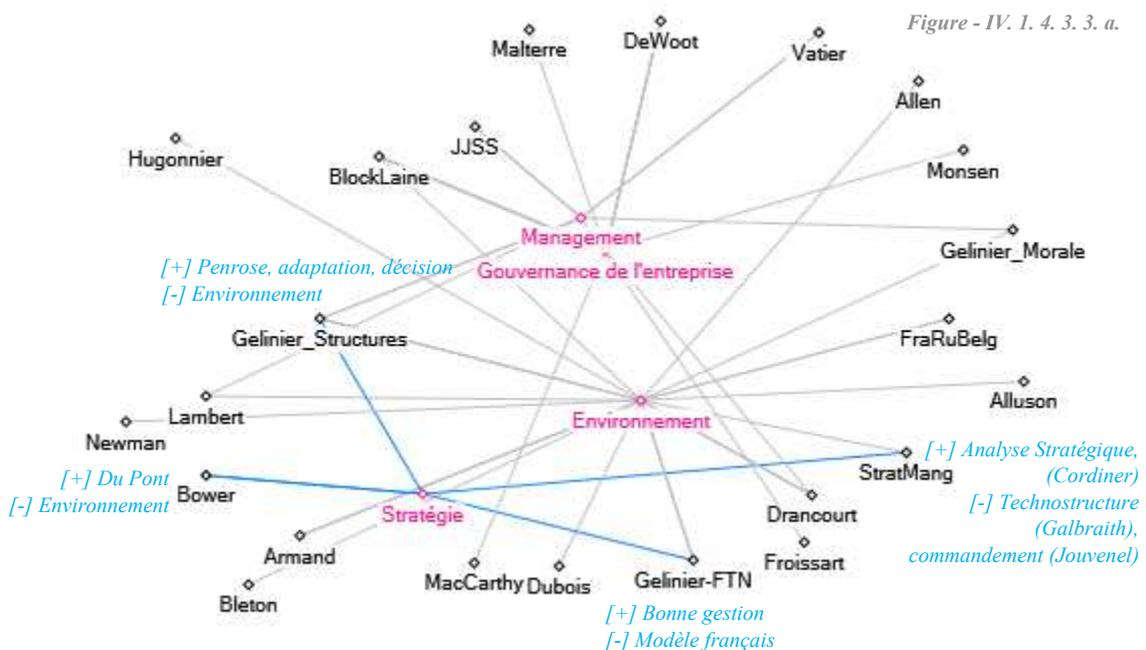 Figure - IV. 1. 4. 3. 3. a.
Malterre
DeWoot
Vatier
Allen
JJSS
Hugonnier
BlockLaine
Monsen
Management
Gelinier_Morale
[+] Penrose, adaptation, décision
Gouvernance de l'entreprise
[-] Environnement
Gelinier_Structures
FraRuBelg
Alluson
Lambert
Environnement
Newman
[+] Analyse Stratégique,
StratMang
(Cordiner)
[+] Du Pont
Bower
[-] Environnement
[-] Technostructure
Stratégie
Drancourt
(Galbraith),
commandement (Jouvenel)
Armand
Froissart
MacCarthy
Dubois
Gelinier-FTN
Bleton
[+] Bonne gestion
[-] Modèle français